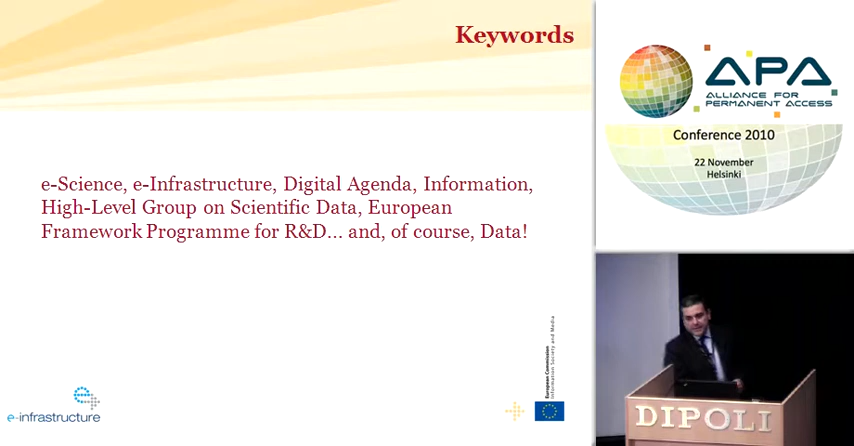 Keywords
e-Science, e-Infrastructure, Digital Agenda, Information,
High-Level Group on Scientific Data, European
Framework Programme for R&D... and, of course, Data!
e-infrastructure
European Commission
Information Society and Media
APA
ALLIANCE FOR
PERMANENT ACCESS
Conference 2010
22 November
Helsinki
DIPOLI